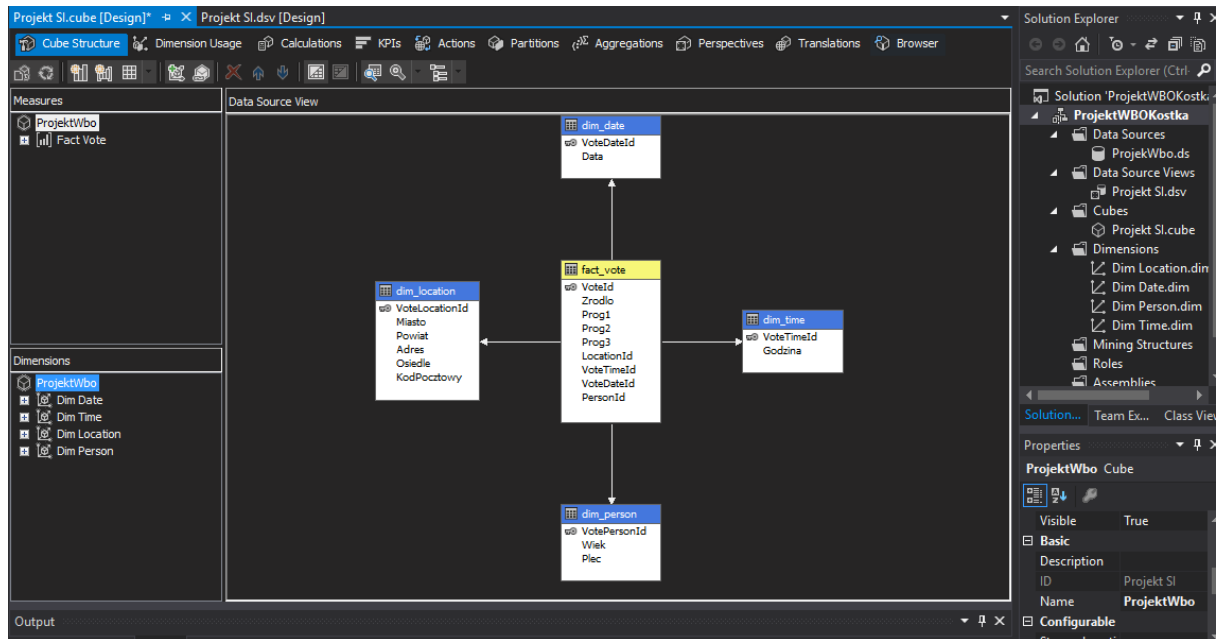 Projekt SI.cube [Design]* Projekt SI.dsv [Design]
Cube Structure Dimension Usage Calculations KPIs Actions Partitions Aggregations Perspectives Translations Browser
Measures
ProjektWbo
Fact Vote
Dimensions
ProjektWbo
Dim Date
Dim Time
Dim Location
Dim Person
Data Source View
dim_date
VoteDateId
Data
dim_location
VoteLocationId
Miasto
Powiat
Adres
Osiedle
KodPocztowy
fact_vote
VoteId
Zrodlo
Prog1
Prog2
Prog3
LocationId
VoteTimeId
VoteDateId
PersonId
dim_time
VoteTimeId
Godzina
dim_person
VotePersonId
Wiek
Plec
Output
Solution Explorer
Search Solution Explorer (Ctrl
Solution 'ProjektWBOKostk
ProjektWBOKostka
Data Sources
ProjekWbo.ds
Data Source Views
Projekt SI.dsv
Cubes
Projekt SI.cube
Dimensions
Dim Location.dim
Dim Date.dim
Dim Person.dim
Dim Time.dim
Mining Structures
Roles
Assemblies
Solution... Team Ex... Class View
Properties
ProjektWbo Cube
Visible True
Basic
Description
ID Projekt SI
Name ProjektWbo
Configurable